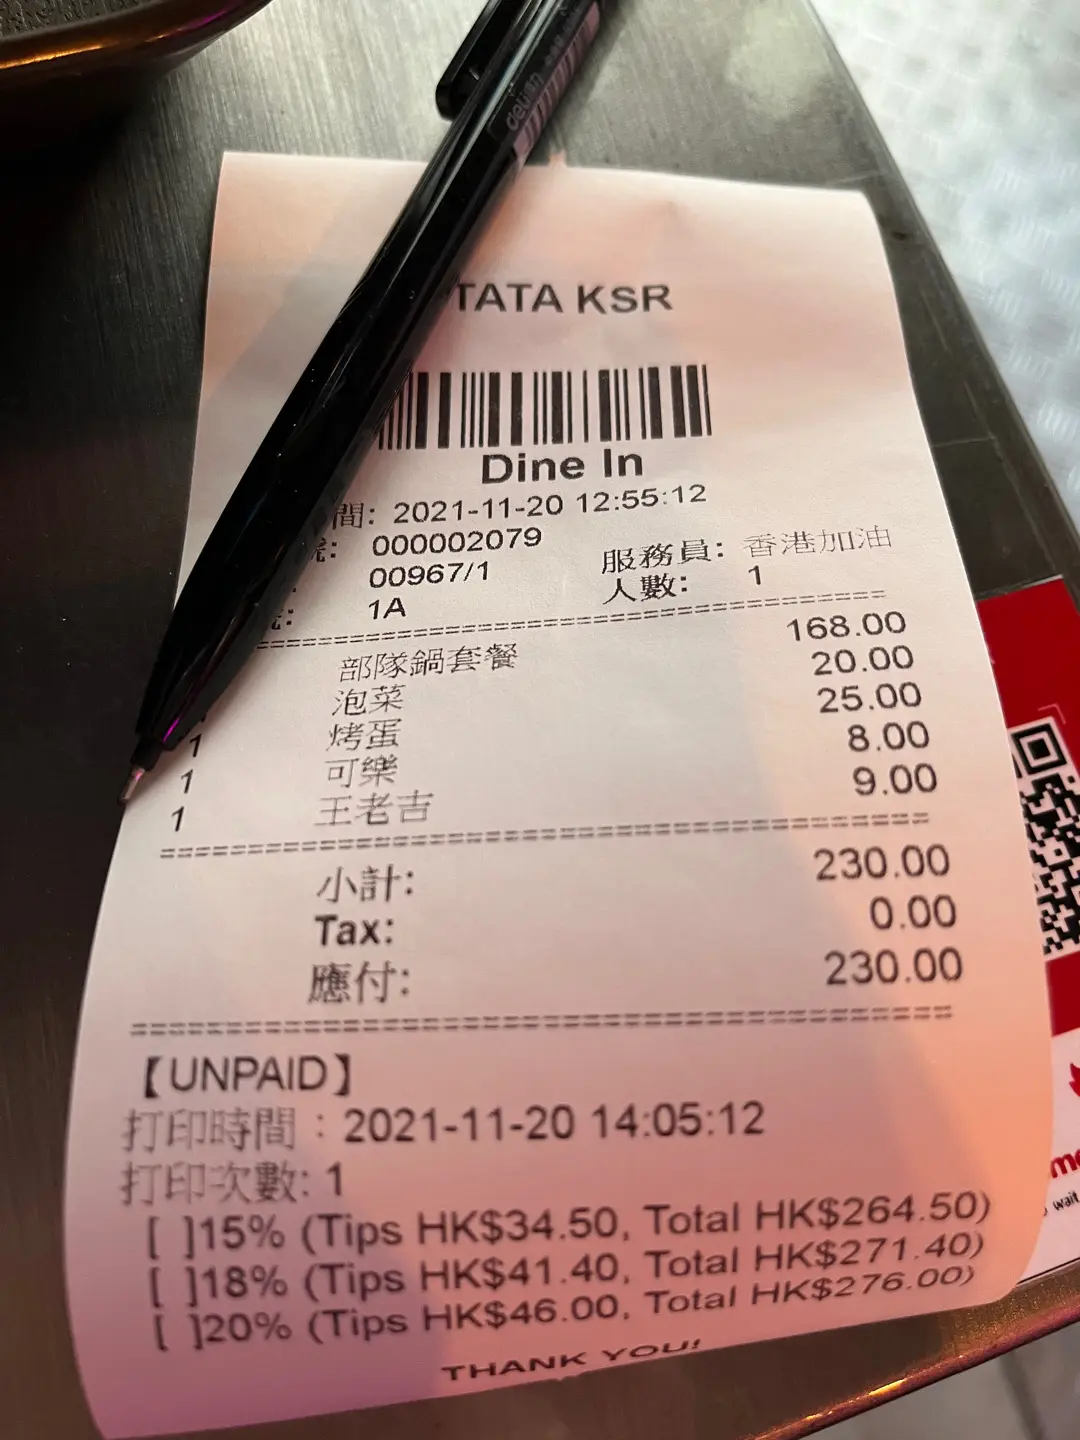 deli
TATA KSR
Dine In
間: 2021-11-20 12:55:12
號: 000002079
00967/1 服務員: 香港加油
1A 人數: 1
部隊鍋套餐 168.00
泡菜 20.00
1 烤蛋 25.00
1 可樂 8.00
1 王老吉 9.00
小計: 230.00
Tax: 0.00
應付: 230.00
【UNPAID】
打印時間：2021-11-20 14:05:12
打印次數: 1
[ ]15% (Tips HK$34.50, Total HK$264.50)
[ ]18% (Tips HK$41.40, Total HK$271.40)
[ ]20% (Tips HK$46.00, Total HK$276.00)
THANK YOU!
wait